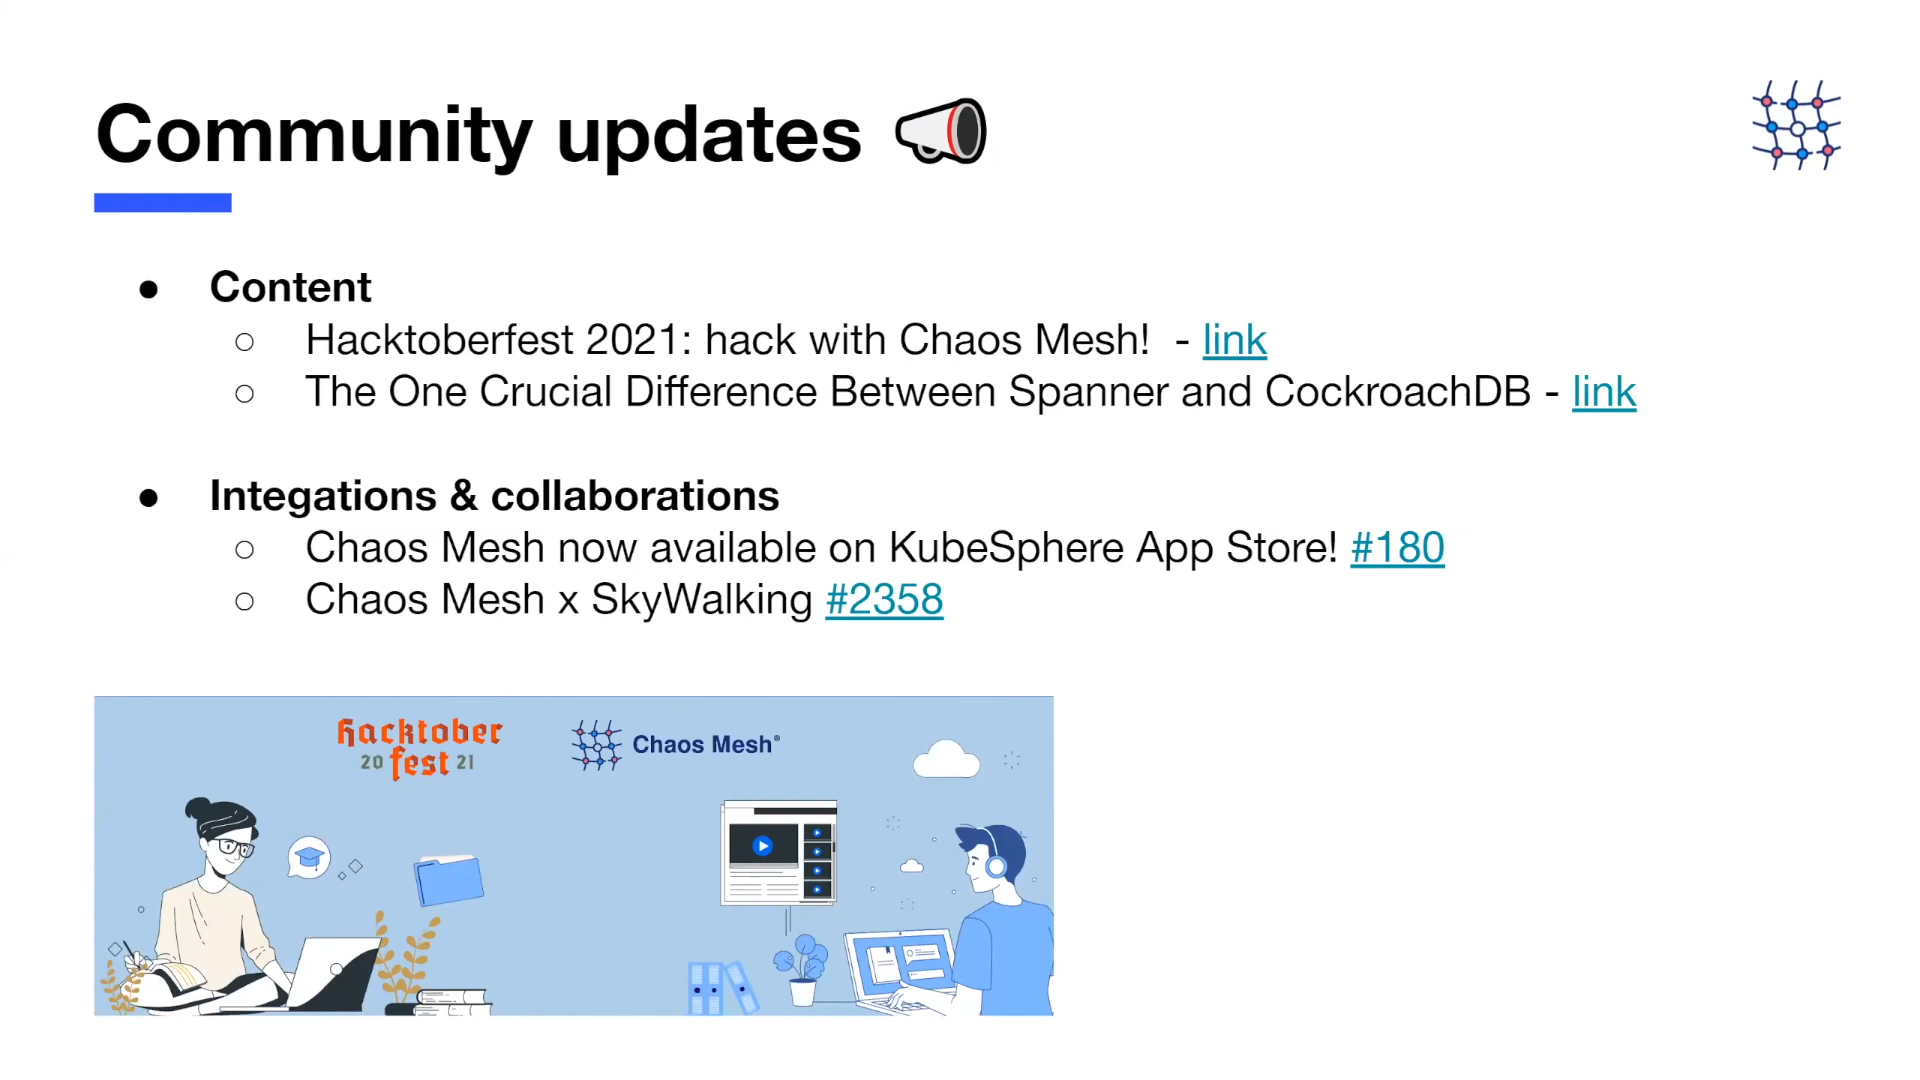 Community updates
● Content
○ Hacktoberfest 2021: hack with Chaos Mesh! - link
○ The One Crucial Difference Between Spanner and CockroachDB - link
● Integations & collaborations
○ Chaos Mesh now available on KubeSphere App Store! #180
○ Chaos Mesh x SkyWalking #2358
hacktober
20 fest 21
Chaos Mesh®